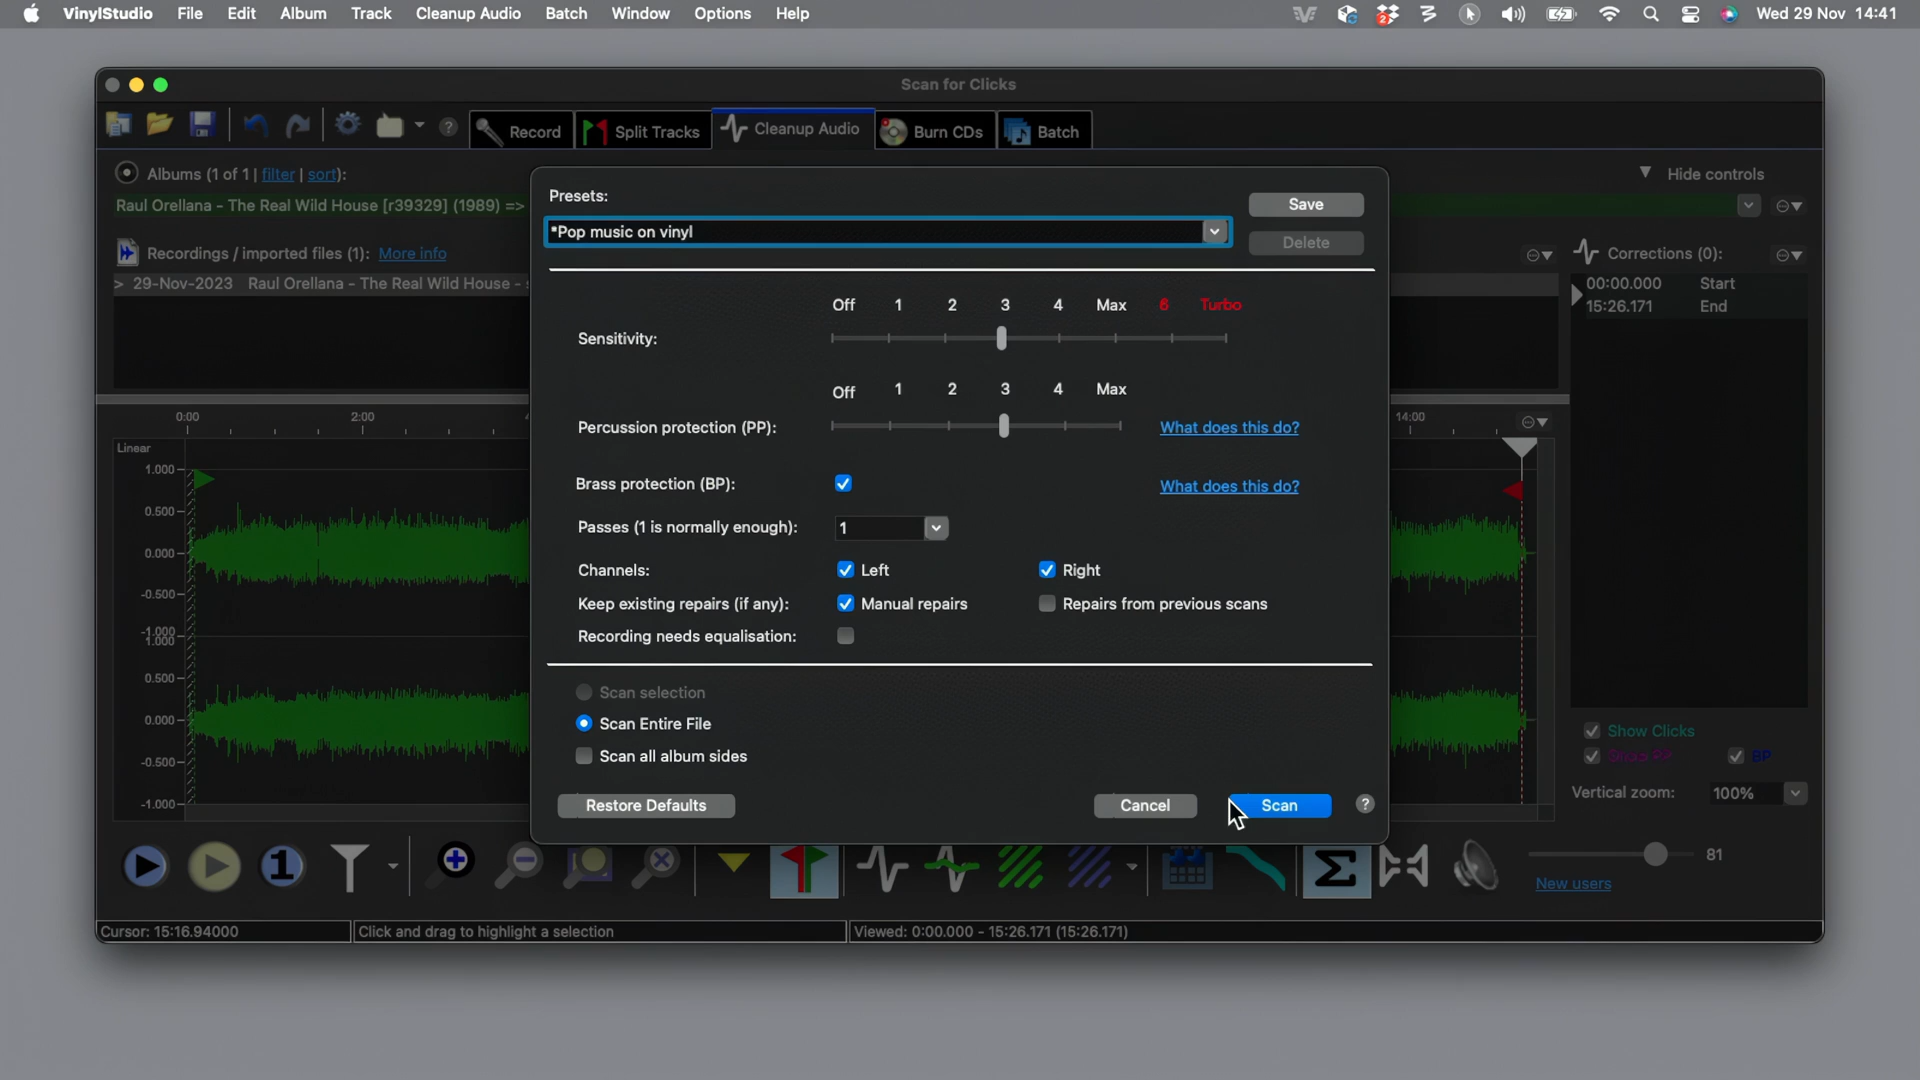 VinylStudio File Edit Album Track Cleanup Audio Batch Window Options Help 2 Wed 29 Nov 14:41
Scan for Clicks
? Record Split Tracks Cleanup Audio Burn CDs Batch
Albums (1 of 1 | filter | sort): Hide controls
Raul Orellana - The Real Wild House [r39329] (1989) =>
Recordings / imported files (1): More info
> 29-Nov-2023 Raul Orellana - The Real Wild House -
Corrections (0):
00:00.000 Start
15:26.171 End
Presets:
*Pop music on vinyl
Save
Delete
Off 1 2 3 4 Max 6 Turbo
Sensitivity:
Off 1 2 3 4 Max
Percussion protection (PP): What does this do?
Brass protection (BP): What does this do?
Passes (1 is normally enough): 1
Channels: Left Right
Keep existing repairs (if any): Manual repairs Repairs from previous scans
Recording needs equalisation:
Scan selection
Scan Entire File
Scan all album sides
Restore Defaults Cancel Scan ?
0:00 2:00 14:00
Linear
1.000
0.500
0.000
-0.500
-1.000
1.000
0.500
0.000
-0.500
-1.000
Show Clicks
BP
Vertical zoom: 100%
1 81
New users
Cursor: 15:16.94000 Click and drag to highlight a selection Viewed: 0:00.000 - 15:26.171 (15:26.171)